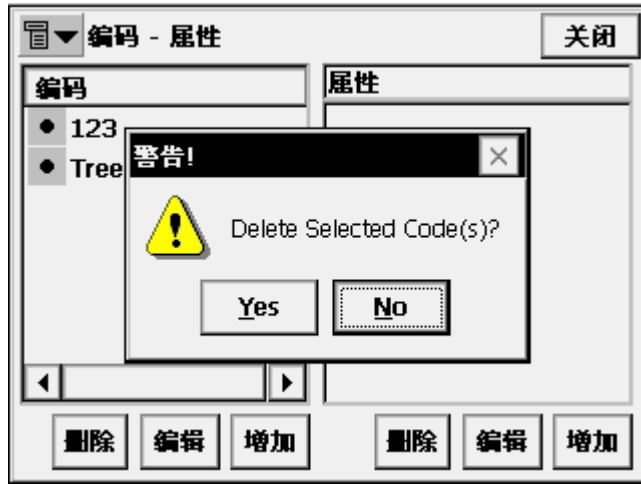 编码 - 属性
关闭
编码
属性
123
Tree
警告!
Delete Selected Code(s)?
Yes
No
删除
编辑
增加
删除
编辑
增加